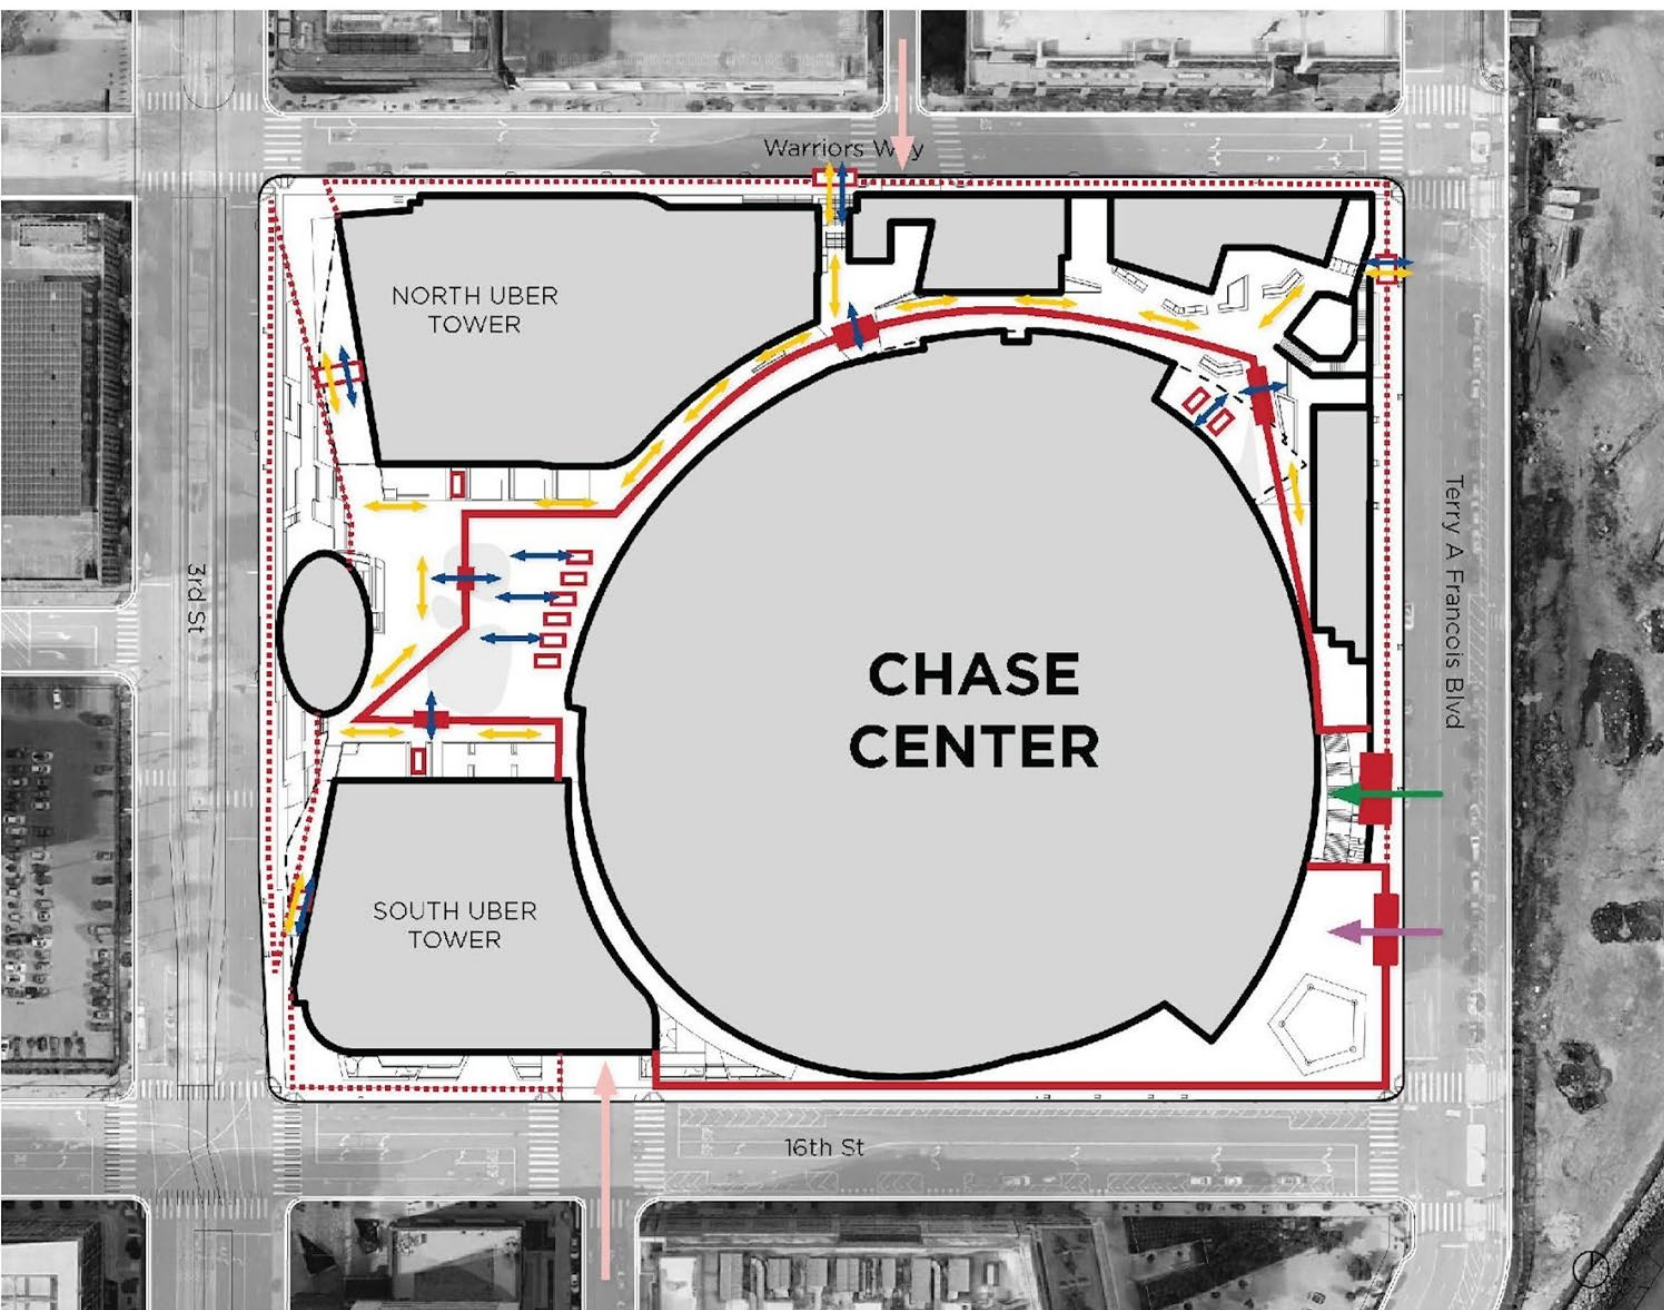 Warriors Way
NORTH UBER
TOWER
3rd St
CHASE
CENTER
Terry A Francois Blvd
SOUTH UBER
TOWER
16th St